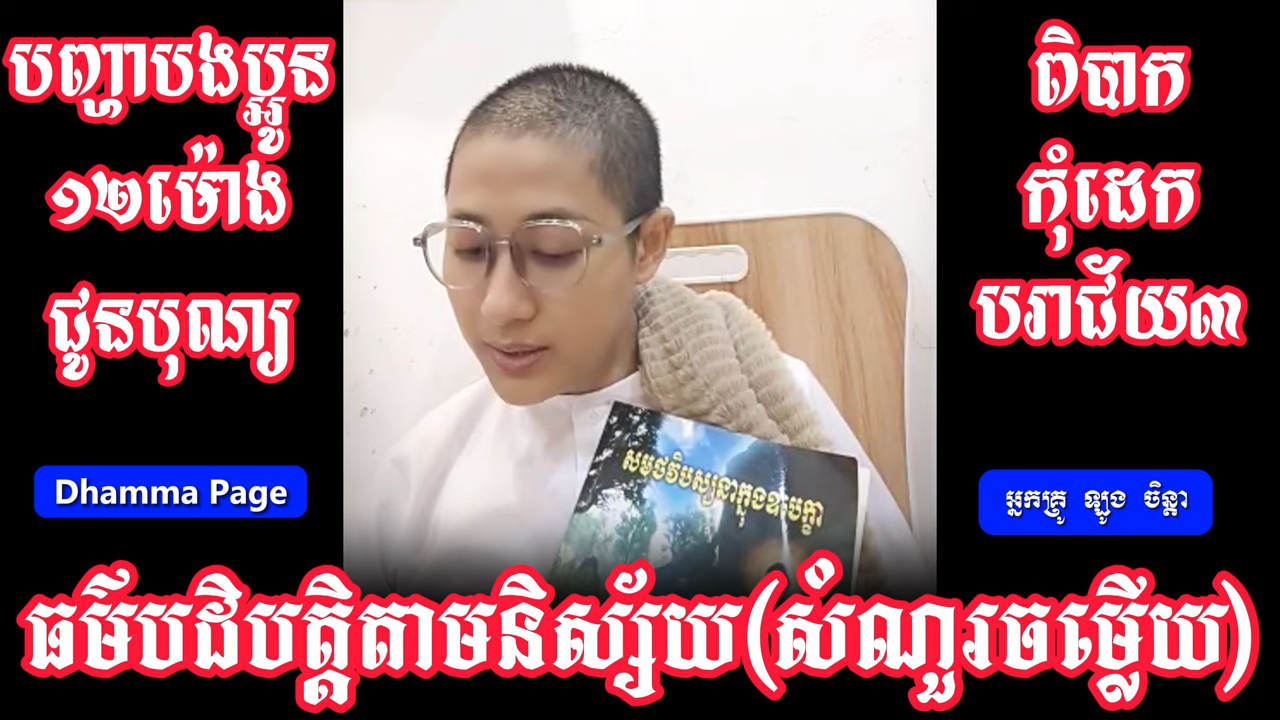 បញ្ហាបងប្អូន
១២ម៉ោង
ជូនបុណ្យ
ពិបាក
កុំដេក
បរាជ័យ៣
Dhamma Page
អ្នកគ្រូ ឡុង ចិន្តា
សមថវិបស្សនាក្នុងឧបេក្ខា
ធម៌បដិបត្តិតាមនិស្ស័យ(សំណួរចម្លើយ)